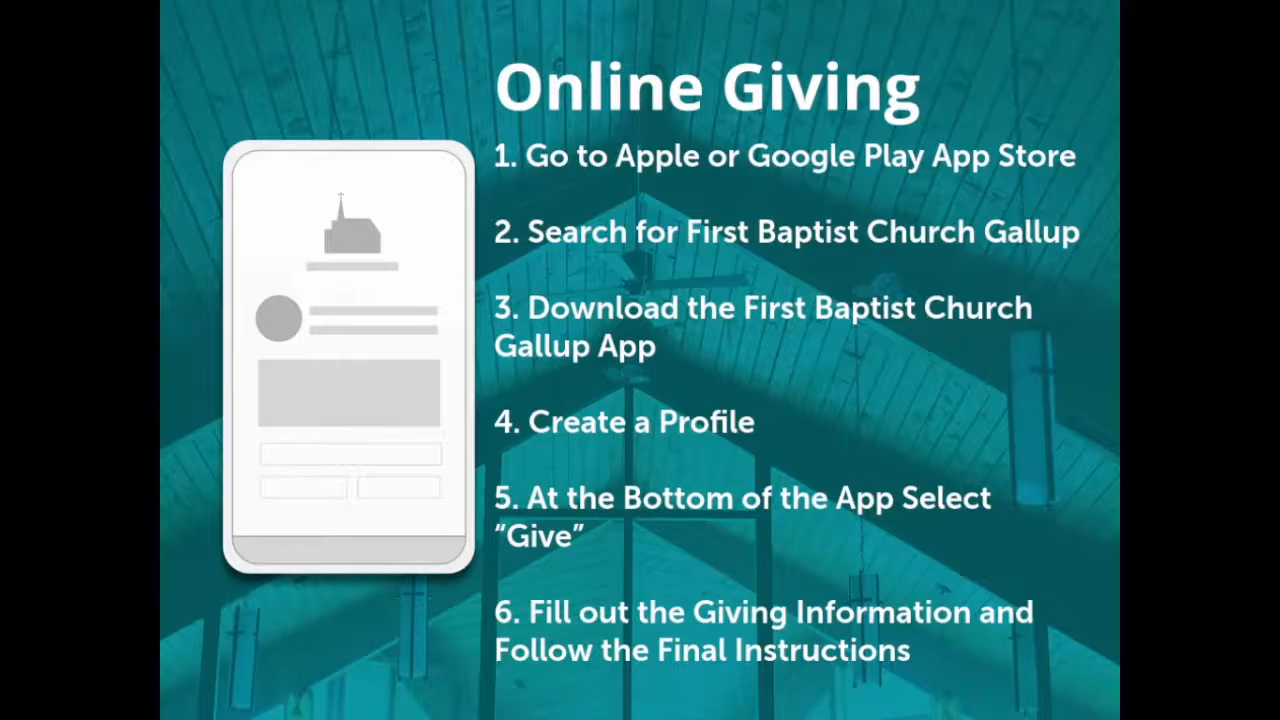 Online Giving
1. Go to Apple or Google Play App Store
2. Search for First Baptist Church Gallup
3. Download the First Baptist Church
Gallup App
4. Create a Profile
5. At the Bottom of the App Select
“Give”
6. Fill out the Giving Information and
Follow the Final Instructions